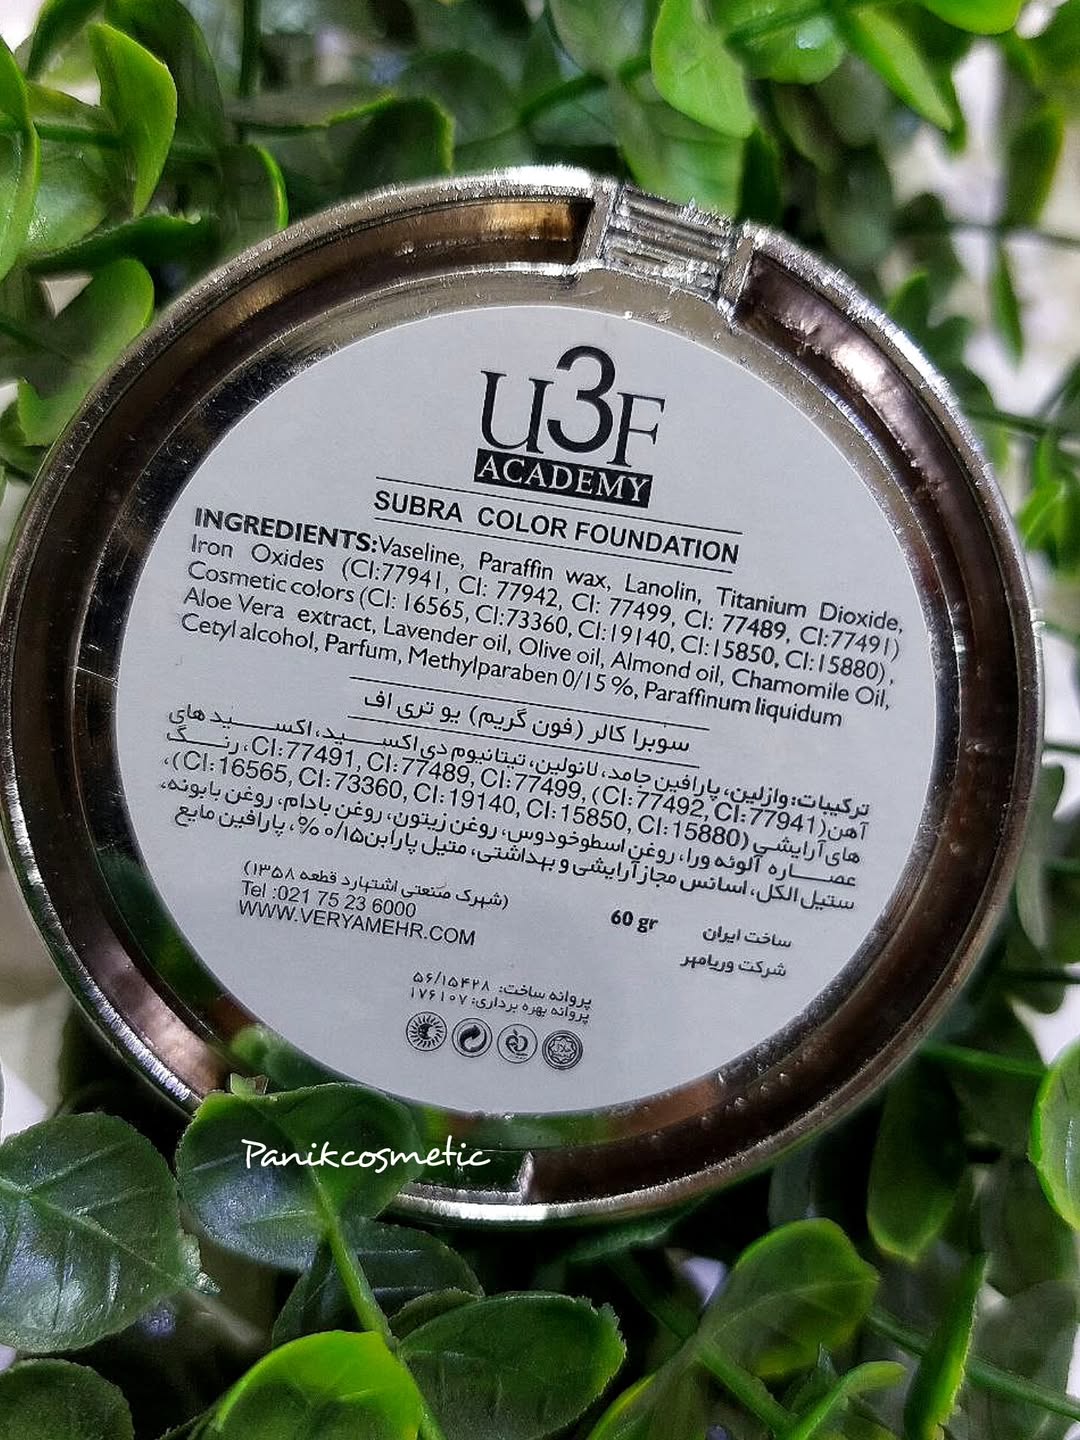 U3F
ACADEMY
SUBRA COLOR FOUNDATION
INGREDIENTS:Vaseline, Paraffin wax, Lanolin, Titanium Dioxide,
Iron Oxides (CI:77941, CI: 77942, CI: 77499, CI: 77489, CI:77491)
Cosmetic colors (CI: 16565, CI:73360, CI:19140, CI:15850, CI:15880),
Aloe Vera extract, Lavender oil, Olive oil, Almond oil, Chamomile Oil,
Cetyl alcohol, Parfum, Methylparaben 0/15 %, Paraffinum liquidum
سوبرا کالر (فون گریم) یو تری اف
ترکیبات: وازلین، پارافین جامد، لانولین، تیتانیوم دی اکسید، اکسید های
آهن(CI:77491, CI:77489, CI:77499, (CI:77492, CI:77941، رنگ
های آرایشی (CI:16565, CI:73360, CI:19140, CI:15850, CI:15880)،
عصاره آلوئه ورا، روغن اسطوخودوس، روغن زیتون، روغن بادام، روغن بابونه،
ستیل الکل، اسانس مجاز آرایشی و بهداشتی، متیل پارابن۰/۱۵ %، پارافین مایع
(شهرک صنعتی اشتهارد قطعه ۱۳۵۸)
Tel :021 75 23 6000
WWW.VERYAMEHR.COM
60 gr
ساخت ایران
شرکت وریامهر
پروانه ساخت: ۵۶/۱۵۴۲۸
پروانه بهره برداری: ۱۷۶۱۰۷
Panikcosmetic